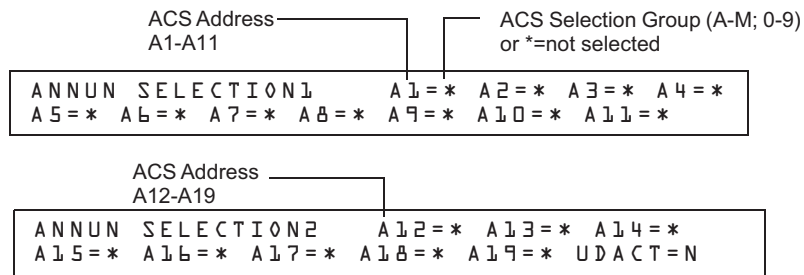 ACS Address
A1-A11
ACS Selection Group (A-M; 0-9)
or *=not selected
ANNUN SELECTION1 A1=* A2=* A3=* A4=*
A5=* A6=* A7=* A8=* A9=* A10=* A11=*
ACS Address
A12-A19
ANNUN SELECTION2 A12=* A13=* A14=*
A15=* A16=* A17=* A18=* A19=* UDACT=N